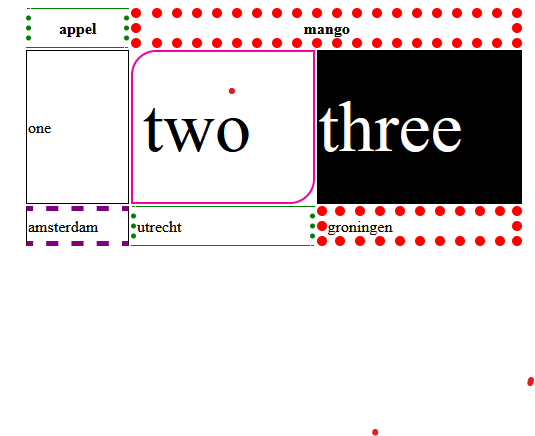 appel mango
one two three
amsterdam utrecht groningen